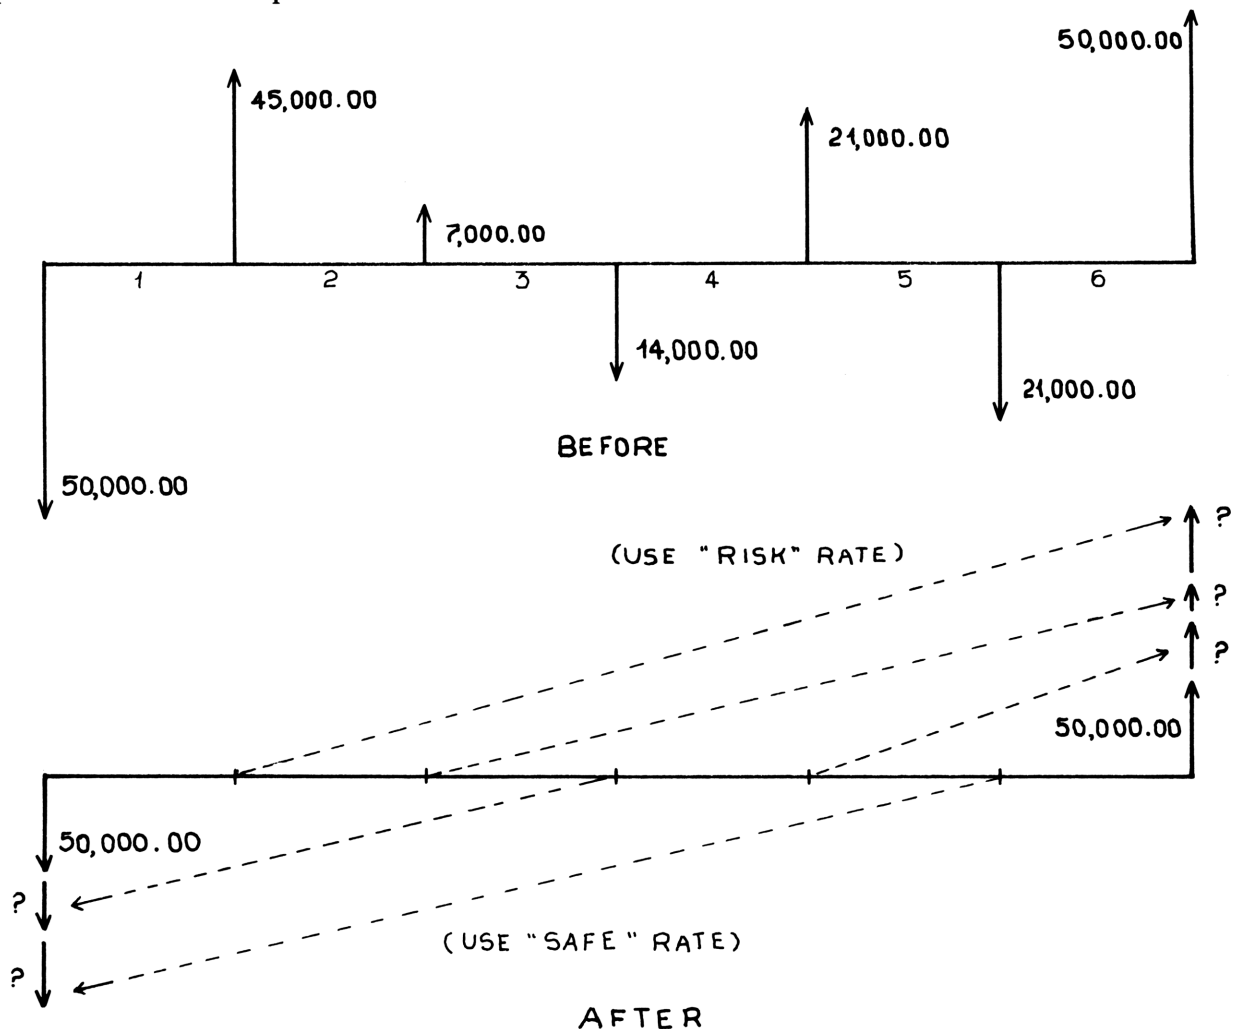 50,000.00
45,000.00
21,000.00
7,000.00
1 2 3 4 5 6
14,000.00
21,000.00
BEFORE
50,000.00
(USE "RISK" RATE)
?
?
?
50,000.00
50,000.00
?
(USE "SAFE" RATE)
?
AFTER